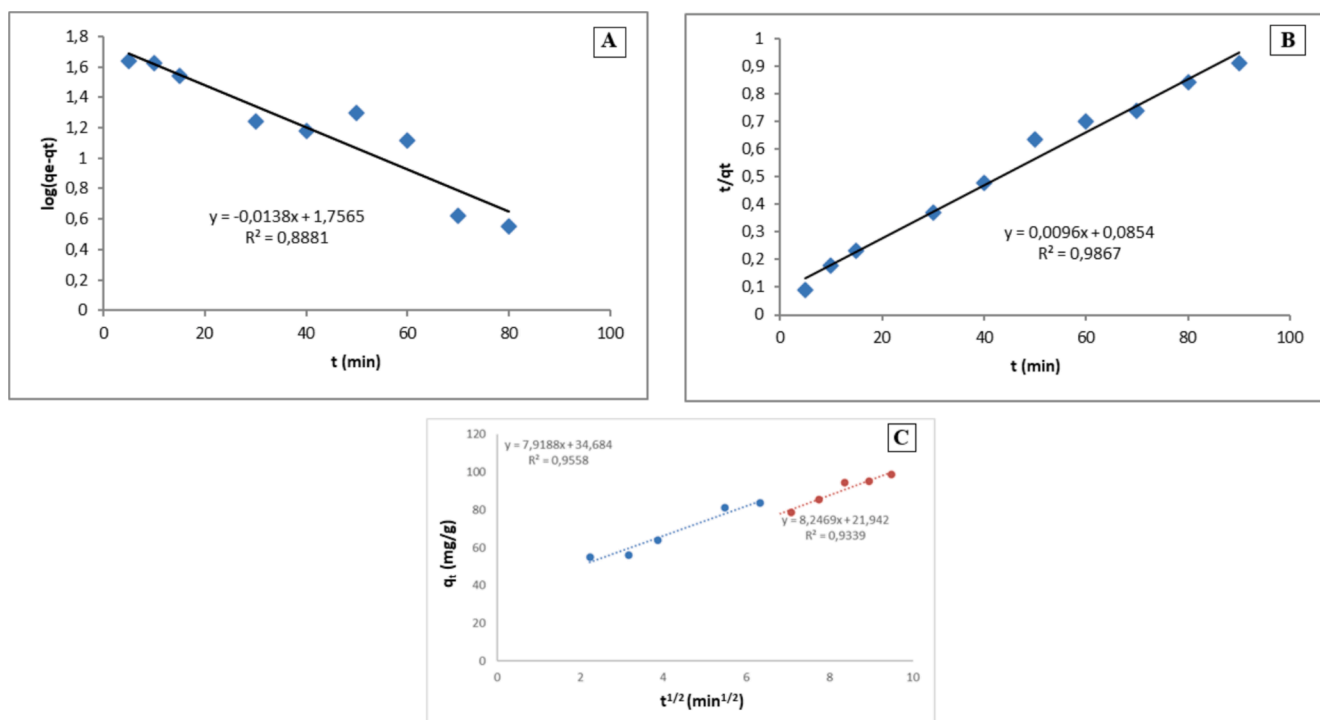 A
log(qe-qt)
1,8
1,6
1,4
1,2
1
0,8
0,6
0,4
0,2
0
y = -0,0138x + 1,7565
R² = 0,8881
0 20 40 60 80 100
t (min)
B
t/qt
1
0,9
0,8
0,7
0,6
0,5
0,4
0,3
0,2
0,1
0
y = 0,0096x + 0,0854
R² = 0,9867
0 20 40 60 80 100
t (min)
C
qt (mg/g)
120
100
80
60
40
20
0
y = 7,9188x + 34,684
R² = 0,9558
y = 8,2469x + 21,942
R² = 0,9339
0 2 4 6 8 10
t1/2 (min1/2)